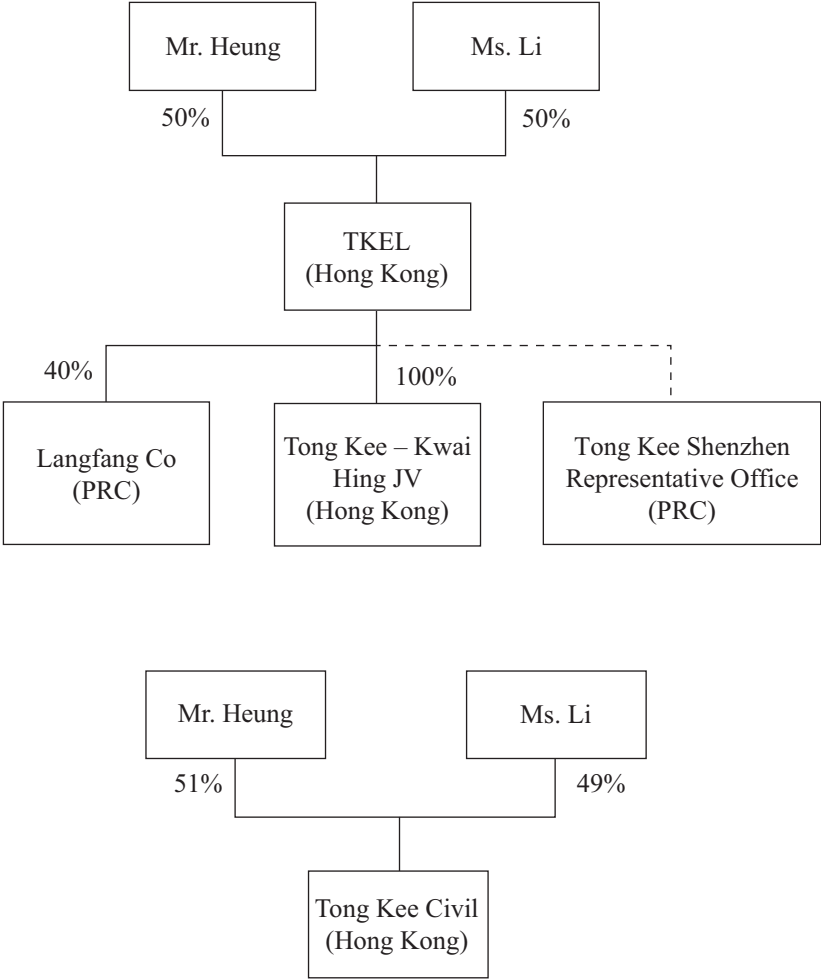 Mr. Heung
Ms. Li
50%
50%
TKEL
(Hong Kong)
40%
100%
Langfang Co
(PRC)
Tong Kee – Kwai
Hing JV
(Hong Kong)
Tong Kee Shenzhen
Representative Office
(PRC)
Mr. Heung
Ms. Li
51%
49%
Tong Kee Civil
(Hong Kong)